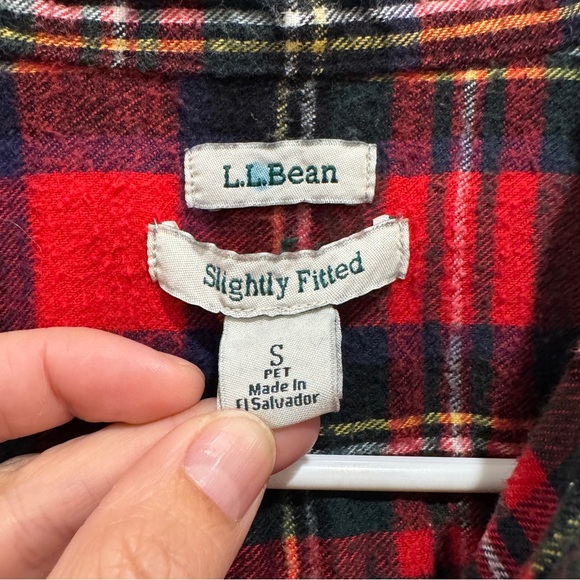 L.L.Bean
Slightly Fitted
S
PET
Made In
El Salvador